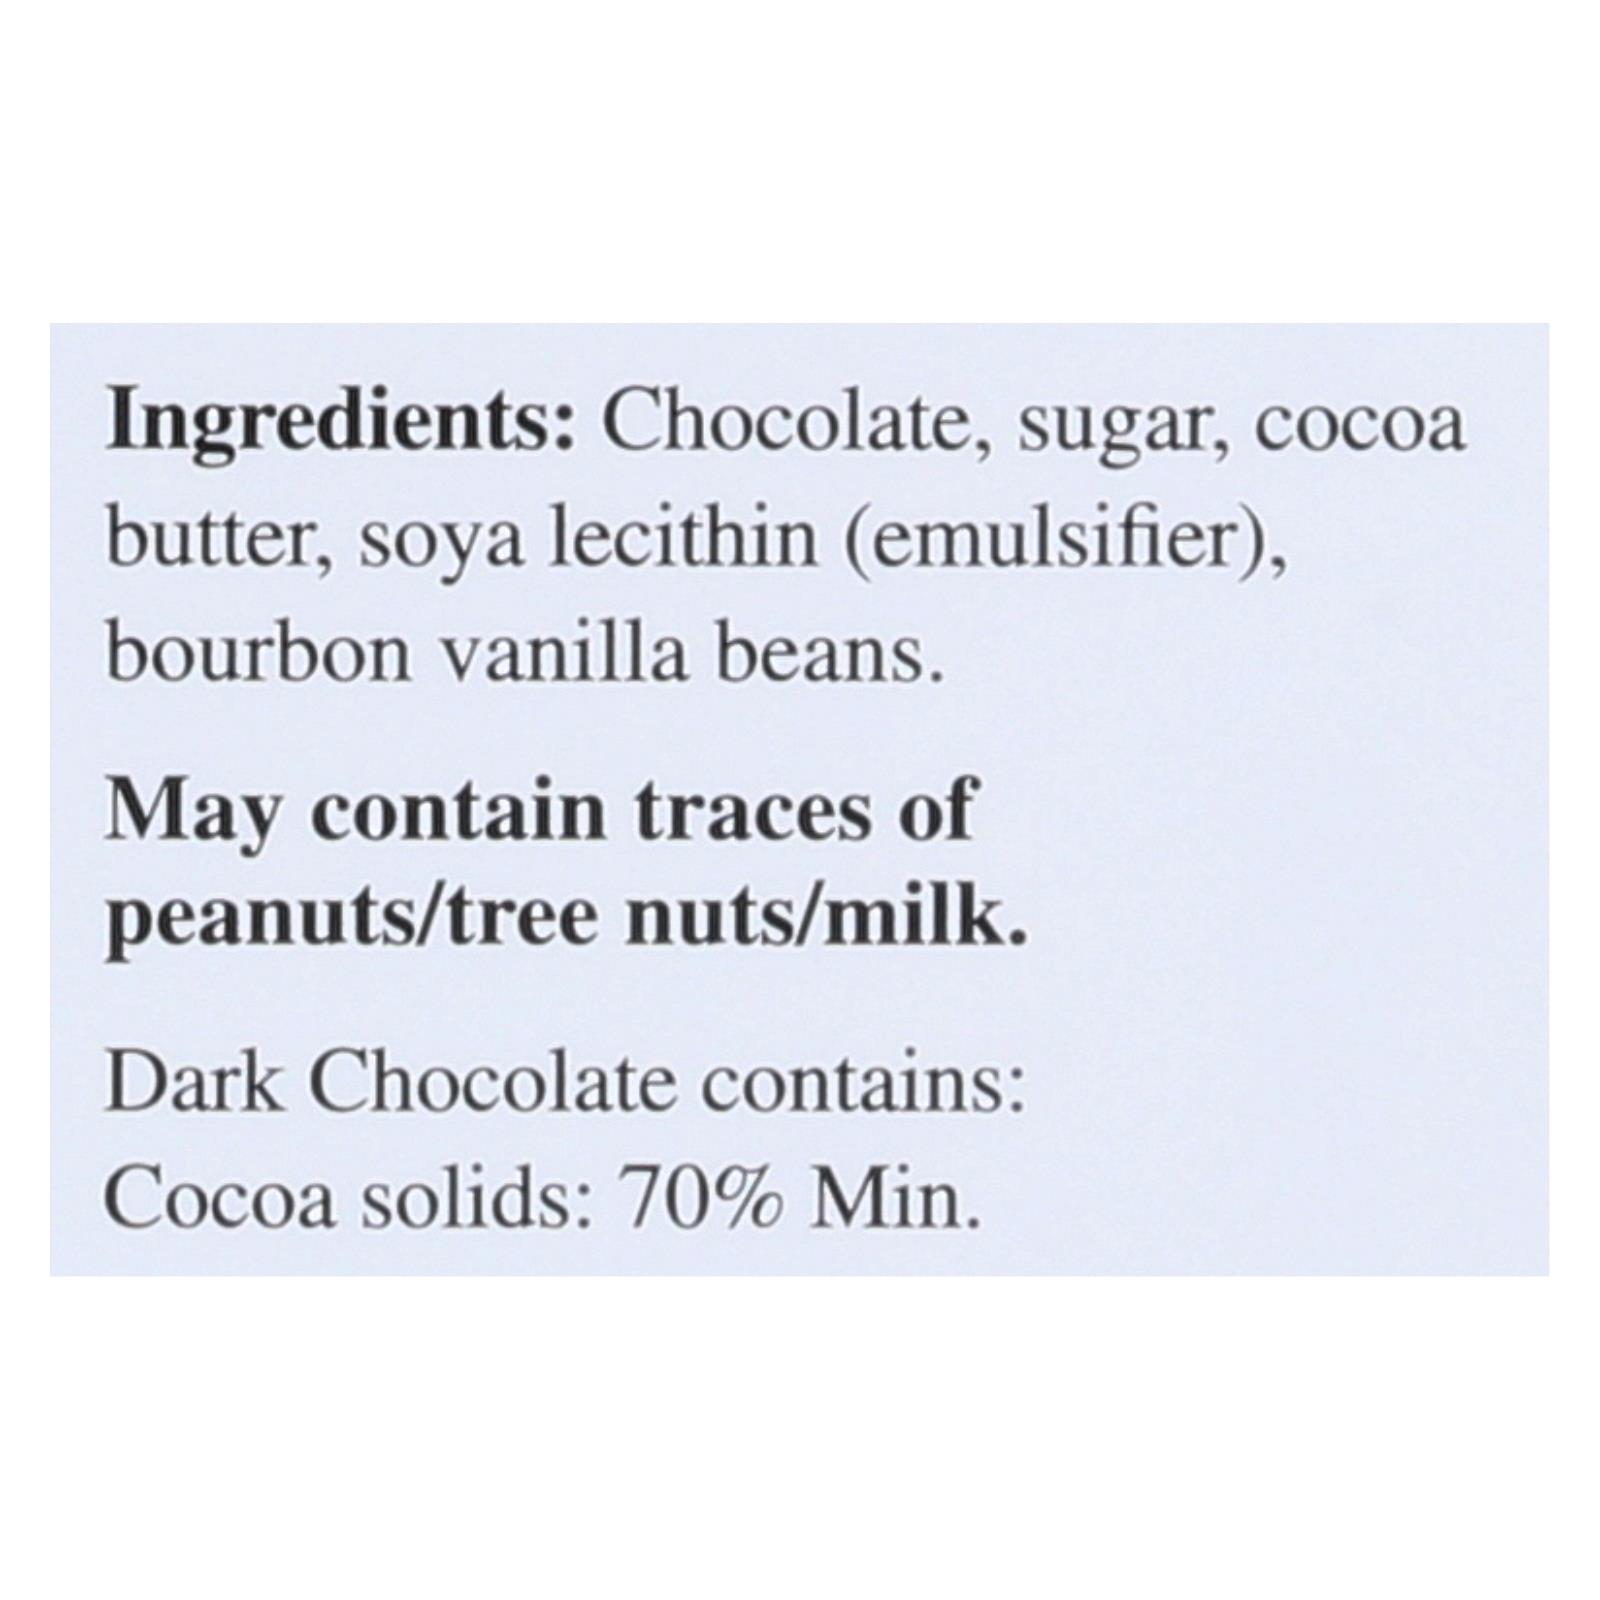 Ingredients: Chocolate, sugar, cocoa
butter, soya lecithin (emulsifier),
bourbon vanilla beans.
May contain traces of
peanuts/tree nuts/milk.
Dark Chocolate contains:
Cocoa solids: 70% Min.